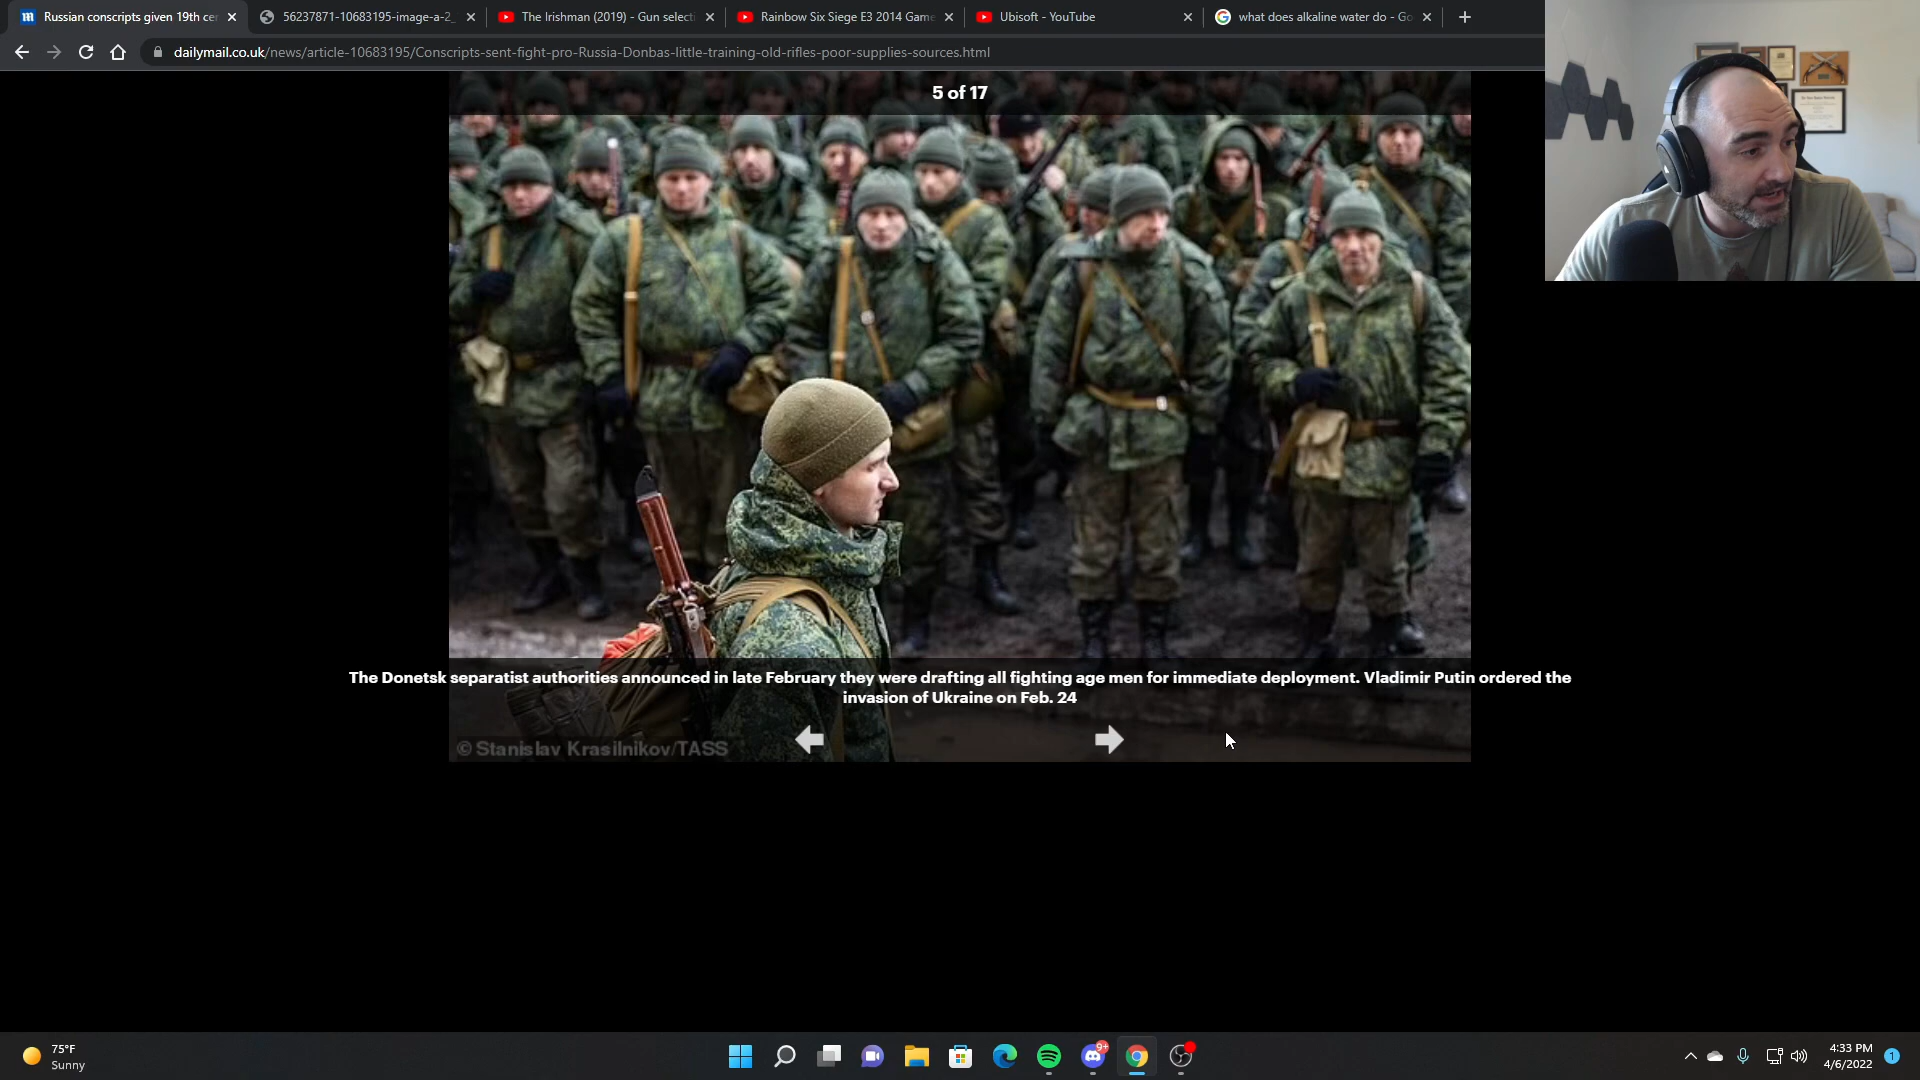 Russian conscripts given 19th cer
56237871-10683195-image-a-2_
The Irishman (2019) - Gun selecti
Rainbow Six Siege E3 2014 Game
Ubisoft - YouTube
what does alkaline water do - Go
dailymail.co.uk/news/article-10683195/Conscripts-sent-fight-pro-Russia-Donbas-little-training-old-rifles-poor-supplies-sources.html
5 of 17
The Donetsk separatist authorities announced in late February they were drafting all fighting age men for immediate deployment. Vladimir Putin ordered the
invasion of Ukraine on Feb. 24
© Stanislav Krasilnikov/TASS
75°F
Sunny
9+
4:33 PM
4/6/2022
1